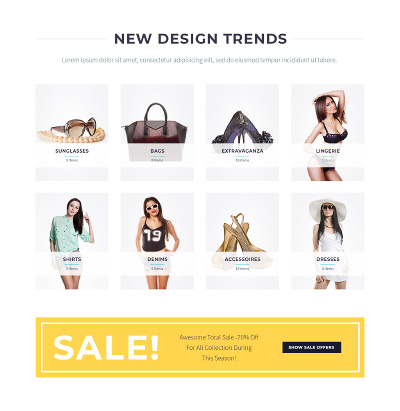 NEW DESIGN TRENDS
Lorem ipsum dolor sit amet, consectetur adipisicing elit, sed do eiusmod tempor incididunt ut labore.
SUNGLASSES
5 Items
BAGS
5 Items
EXTRAVAGANZA
15 Items
LINGERIE
5 Items
SHIRTS
5 Items
19
DENIMS
5 Items
ACCESSOIRES
15 Items
DRESSES
5 Items
SALE!
Awesome Total Sale -70% Off
For All Collection During
This Season!
SHOW SALE OFFERS